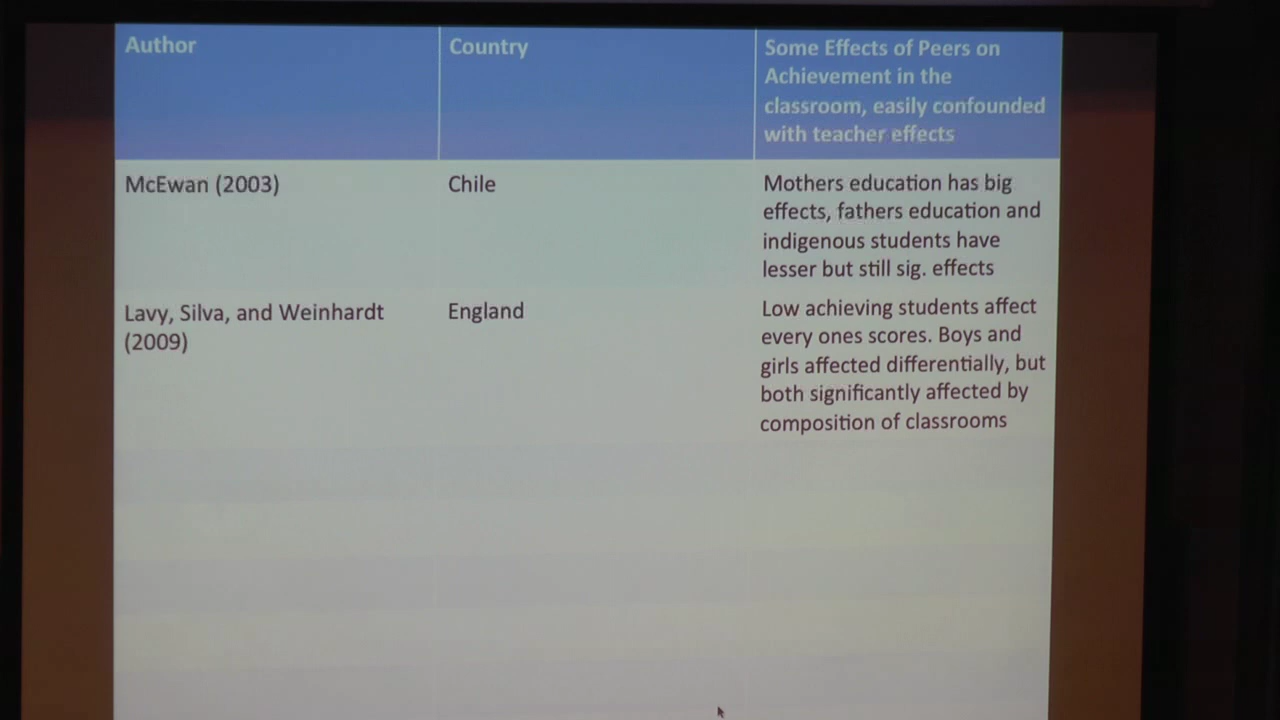 Author
Country
Some Effects of Peers on
Achievement in the
classroom, easily confounded
with teacher effects
McEwan (2003)
Chile
Mothers education has big
effects, fathers education and
indigenous students have
lesser but still sig. effects
Lavy, Silva, and Weinhardt
(2009)
England
Low achieving students affect
every ones scores. Boys and
girls affected differentially, but
both significantly affected by
composition of classrooms